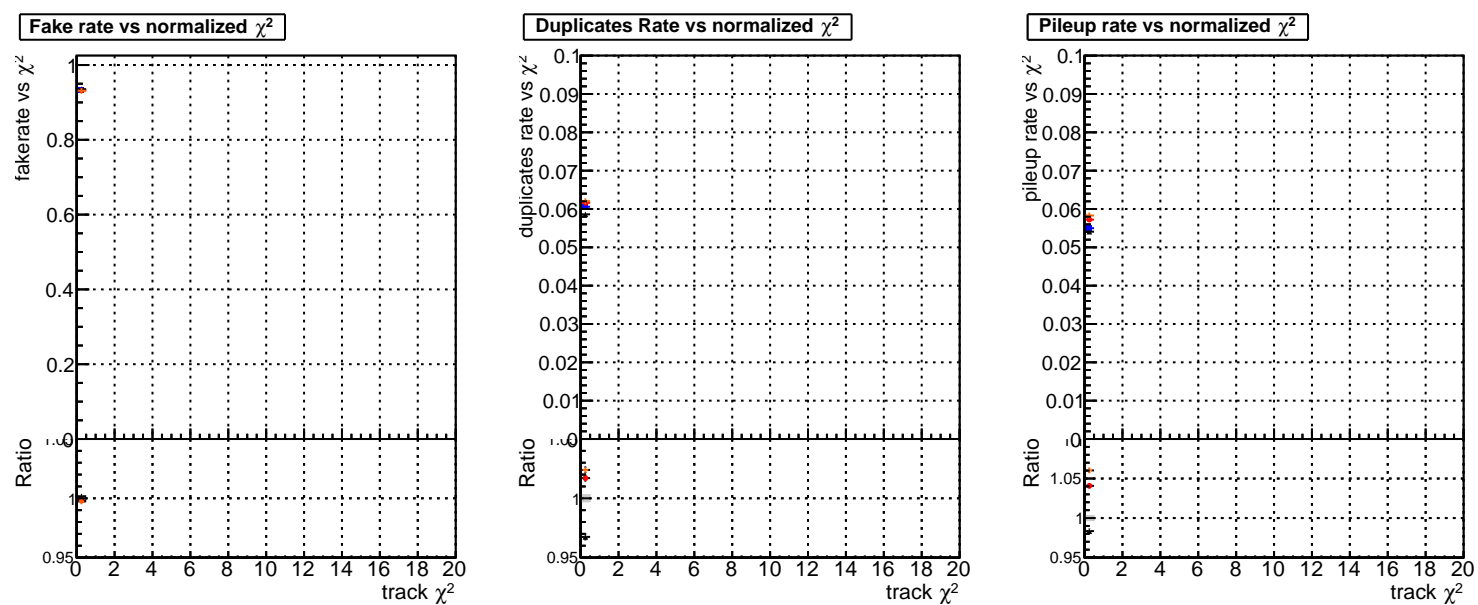 Fake rate vs normalized χ²
fakerate vs χ²
1
0.8
0.6
0.4
0.2
0
Ratio
1
0.95
0 2 4 6 8 10 12 14 16 18 20
track χ²
Duplicates Rate vs normalized χ²
duplicates rate vs χ²
0.1
0.09
0.08
0.07
0.06
0.05
0.04
0.03
0.02
0.01
0
Ratio
1
0.95
0 2 4 6 8 10 12 14 16 18 20
track χ²
Pileup rate vs normalized χ²
pileup rate vs χ²
0.1
0.09
0.08
0.07
0.06
0.05
0.04
0.03
0.02
0.01
0
Ratio
1.05
1
0.95
0 2 4 6 8 10 12 14 16 18 20
track χ²